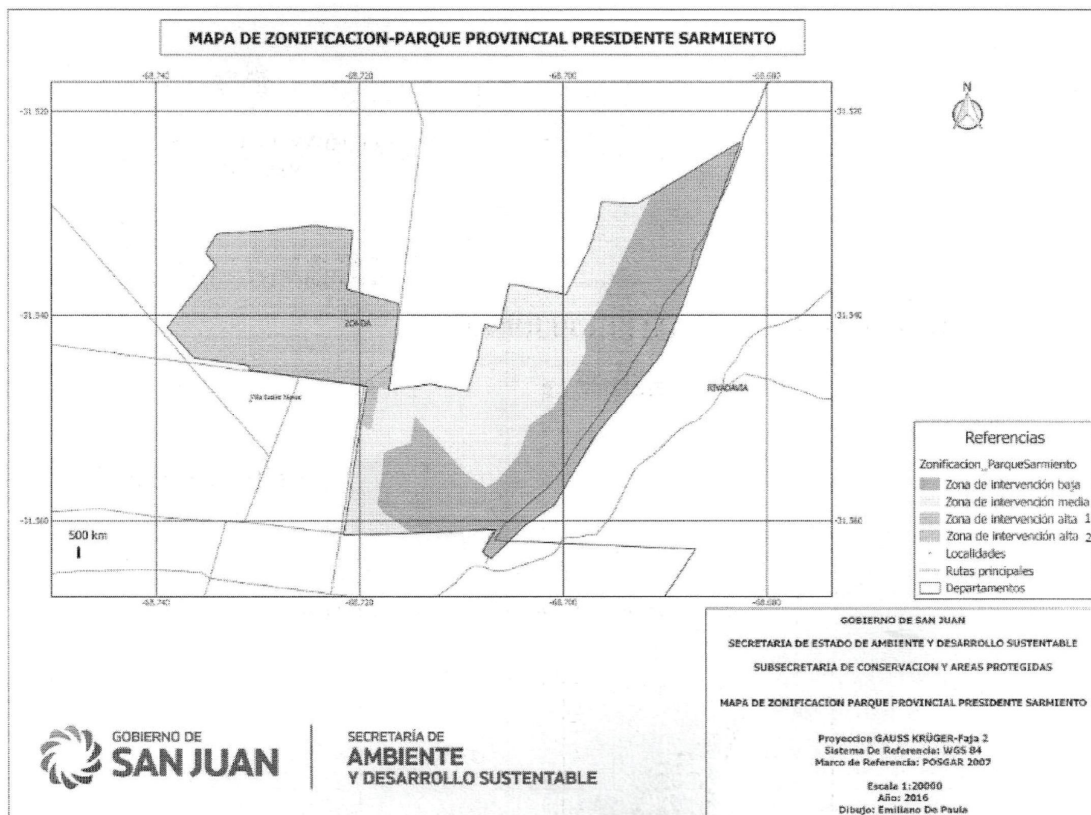 MAPA DE ZONIFICACION-PARQUE PROVINCIAL PRESIDENTE SARMIENTO
-68.740 -68.720 -68.700 -68.680
N
-31.520 -31.520
-31.540 ZONDA -31.540
RIVADAVIA
-31.560 -31.560
500 km
-68.740 -68.720 -68.700 -68.680
Referencias
Zonificacion_ParqueSarmiento
Zona de intervención baja
Zona de intervención media
Zona de intervención alta 1
Zona de intervención alta 2
Localidades
Rutas principales
Departamentos
GOBIERNO DE SAN JUAN
SECRETARIA DE ESTADO DE AMBIENTE Y DESARROLLO SUSTENTABLE
SUBSECRETARIA DE CONSERVACION Y AREAS PROTEGIDAS
MAPA DE ZONIFICACION PARQUE PROVINCIAL PRESIDENTE SARMIENTO
Proyeccion GAUSS KRÜGER-Faja 2
Sistema De Referencia: WGS 84
Marco de Referencia: POSGAR 2007
Escala 1:20000
Año: 2016
Dibujo: Emiliano De Paula
GOBIERNO DE
SAN JUAN
SECRETARÍA DE
AMBIENTE
Y DESARROLLO SUSTENTABLE